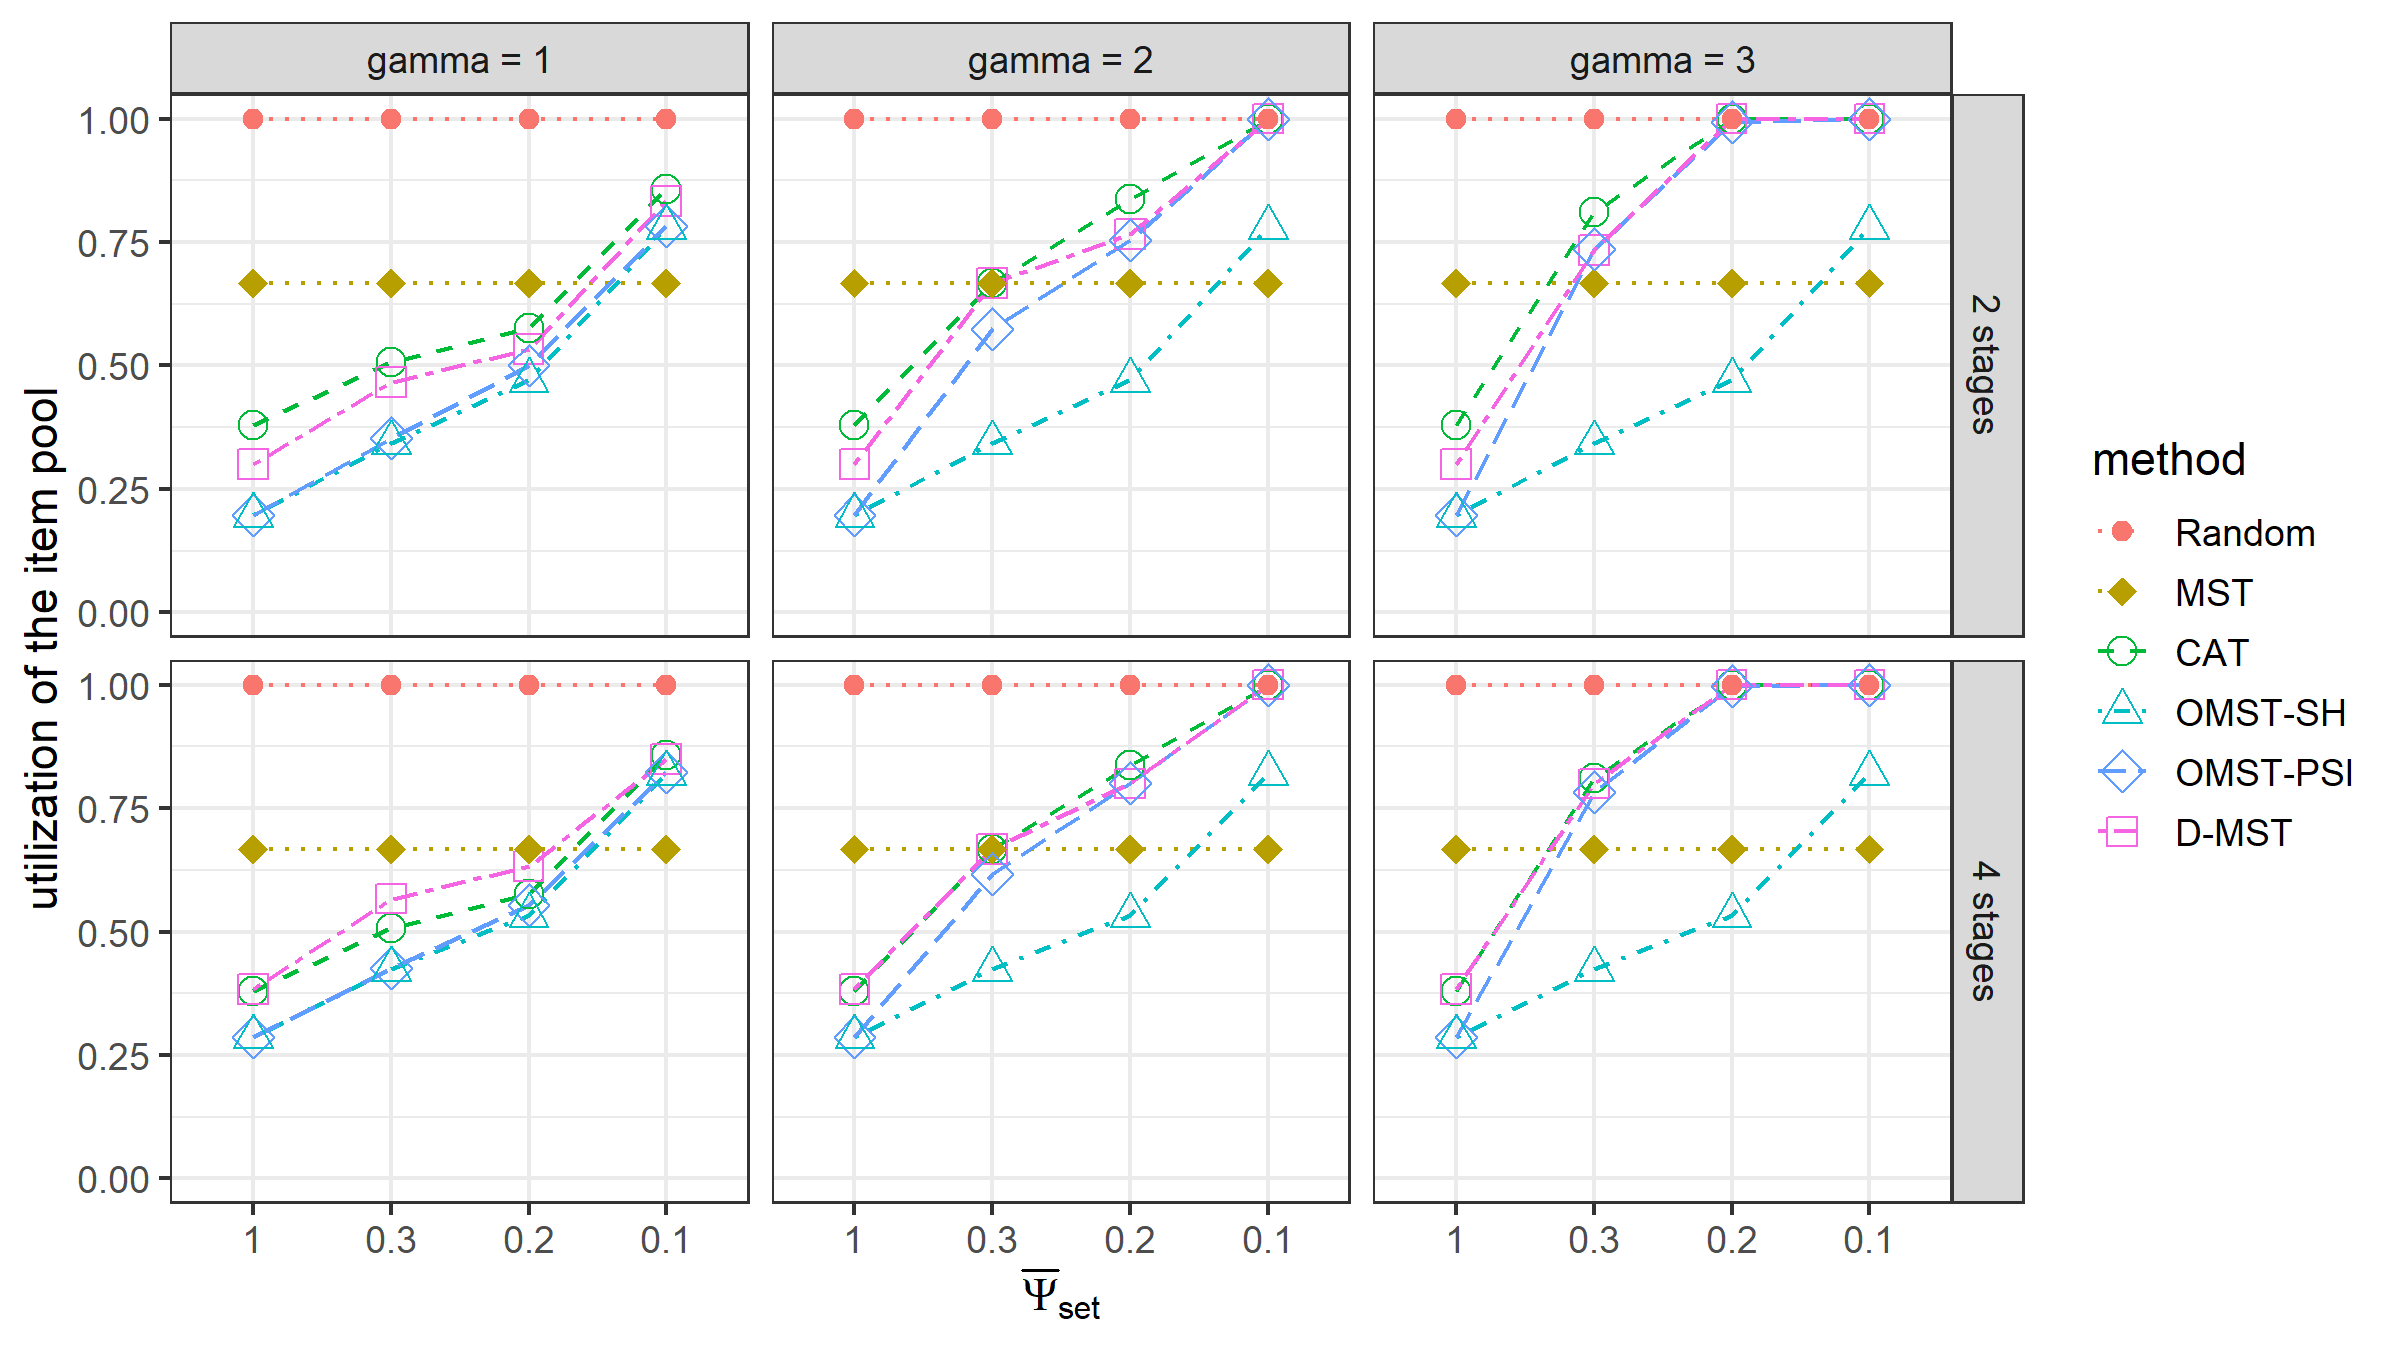 gamma = 1
gamma = 2
gamma = 3
1.00
0.75
0.50
0.25
0.00
2 stages
1.00
0.75
0.50
0.25
0.00
4 stages
1 0.3 0.2 0.1
1 0.3 0.2 0.1
1 0.3 0.2 0.1
utilization of the item pool
Ψ̅set
method
Random
MST
CAT
OMST-SH
OMST-PSI
D-MST